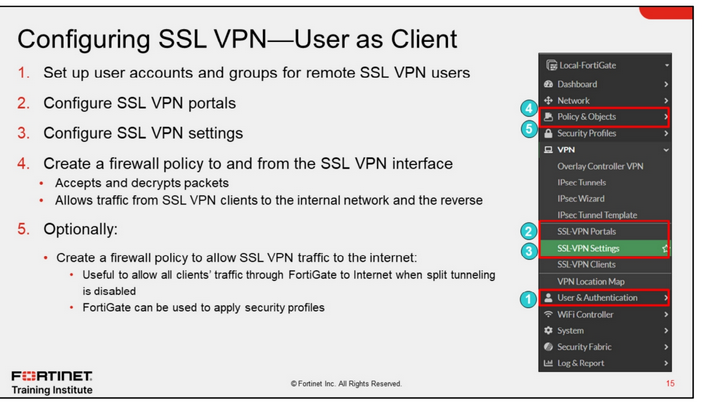 Configuring SSL VPN—User as Client
1. Set up user accounts and groups for remote SSL VPN users
2. Configure SSL VPN portals
3. Configure SSL VPN settings
4. Create a firewall policy to and from the SSL VPN interface
• Accepts and decrypts packets
• Allows traffic from SSL VPN clients to the internal network and the reverse
5. Optionally:
• Create a firewall policy to allow SSL VPN traffic to the internet:
• Useful to allow all clients' traffic through FortiGate to Internet when split tunneling
is disabled
• FortiGate can be used to apply security profiles
Local-FortiGate
Dashboard
Network
4 Policy & Objects
5 Security Profiles
VPN
Overlay Controller VPN
IPsec Tunnels
IPsec Wizard
IPsec Tunnel Template
2 SSL-VPN Portals
3 SSL-VPN Settings
SSL-VPN Clients
VPN Location Map
1 User & Authentication
WiFi Controller
System
Security Fabric
Log & Report
FORTINET
Training Institute
© Fortinet Inc. All Rights Reserved.
15